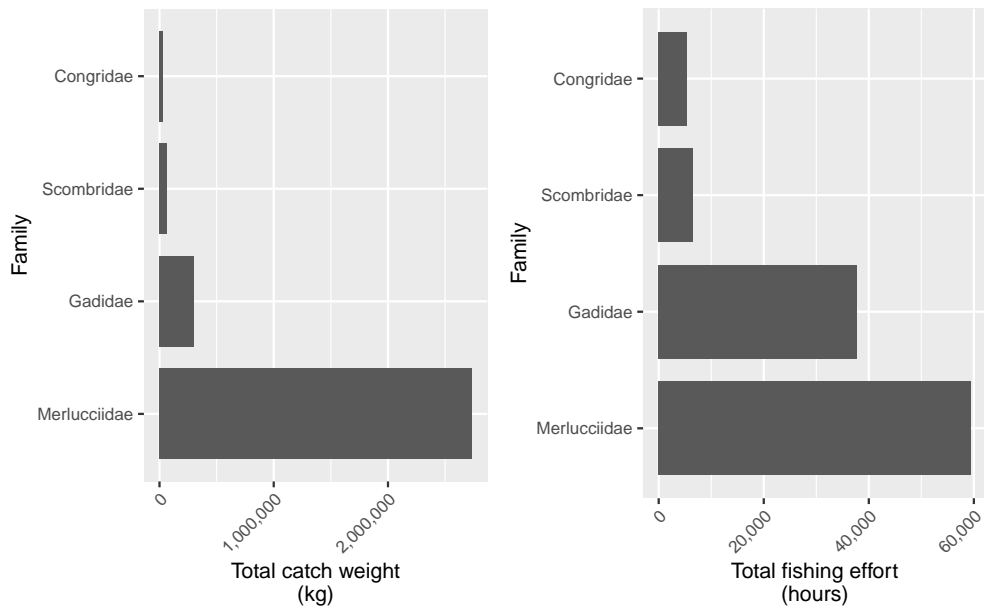 Family
Congridae
Scombridae
Gadidae
Merlucciidae
0
1,000,000
2,000,000
Total catch weight
(kg)
Family
Congridae
Scombridae
Gadidae
Merlucciidae
0
20,000
40,000
60,000
Total fishing effort
(hours)